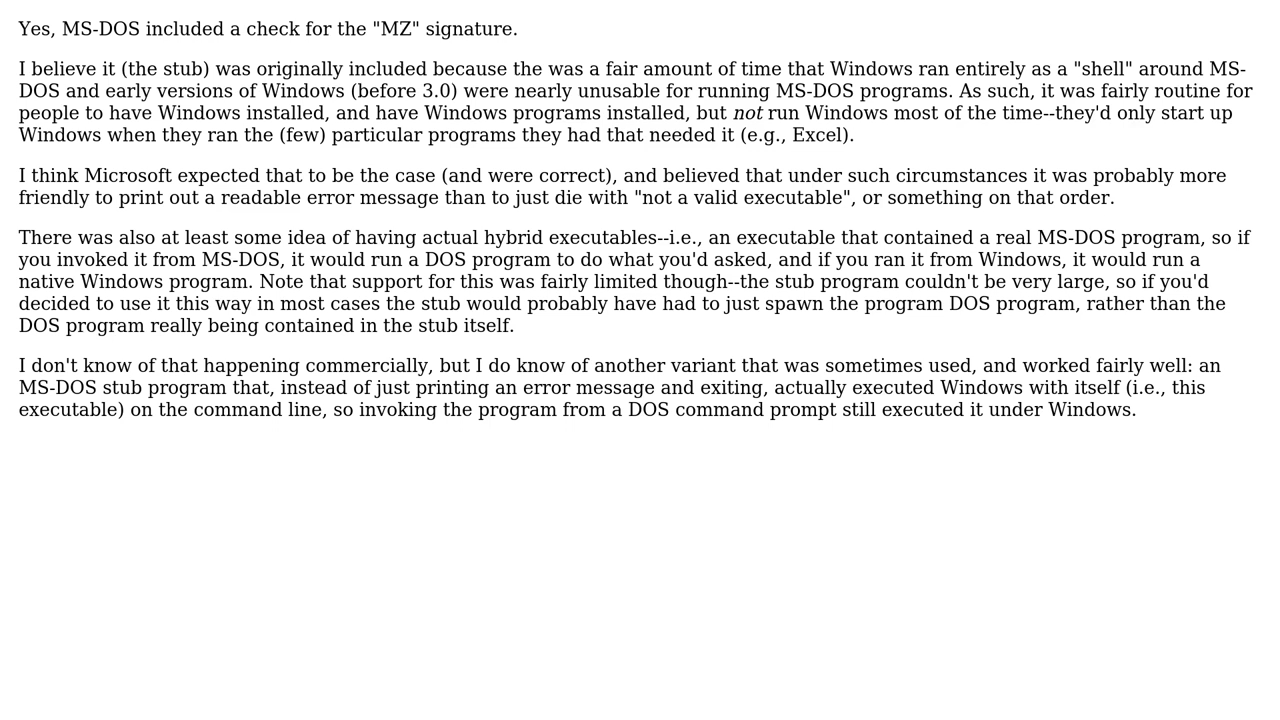 Yes, MS-DOS included a check for the "MZ" signature.
I believe it (the stub) was originally included because the was a fair amount of time that Windows ran entirely as a "shell" around MS-
DOS and early versions of Windows (before 3.0) were nearly unusable for running MS-DOS programs. As such, it was fairly routine for
people to have Windows installed, and have Windows programs installed, but not run Windows most of the time--they'd only start up
Windows when they ran the (few) particular programs they had that needed it (e.g., Excel).
I think Microsoft expected that to be the case (and were correct), and believed that under such circumstances it was probably more
friendly to print out a readable error message than to just die with "not a valid executable", or something on that order.
There was also at least some idea of having actual hybrid executables--i.e., an executable that contained a real MS-DOS program, so if
you invoked it from MS-DOS, it would run a DOS program to do what you'd asked, and if you ran it from Windows, it would run a
native Windows program. Note that support for this was fairly limited though--the stub program couldn't be very large, so if you'd
decided to use it this way in most cases the stub would probably have had to just spawn the program DOS program, rather than the
DOS program really being contained in the stub itself.
I don't know of that happening commercially, but I do know of another variant that was sometimes used, and worked fairly well: an
MS-DOS stub program that, instead of just printing an error message and exiting, actually executed Windows with itself (i.e., this
executable) on the command line, so invoking the program from a DOS command prompt still executed it under Windows.